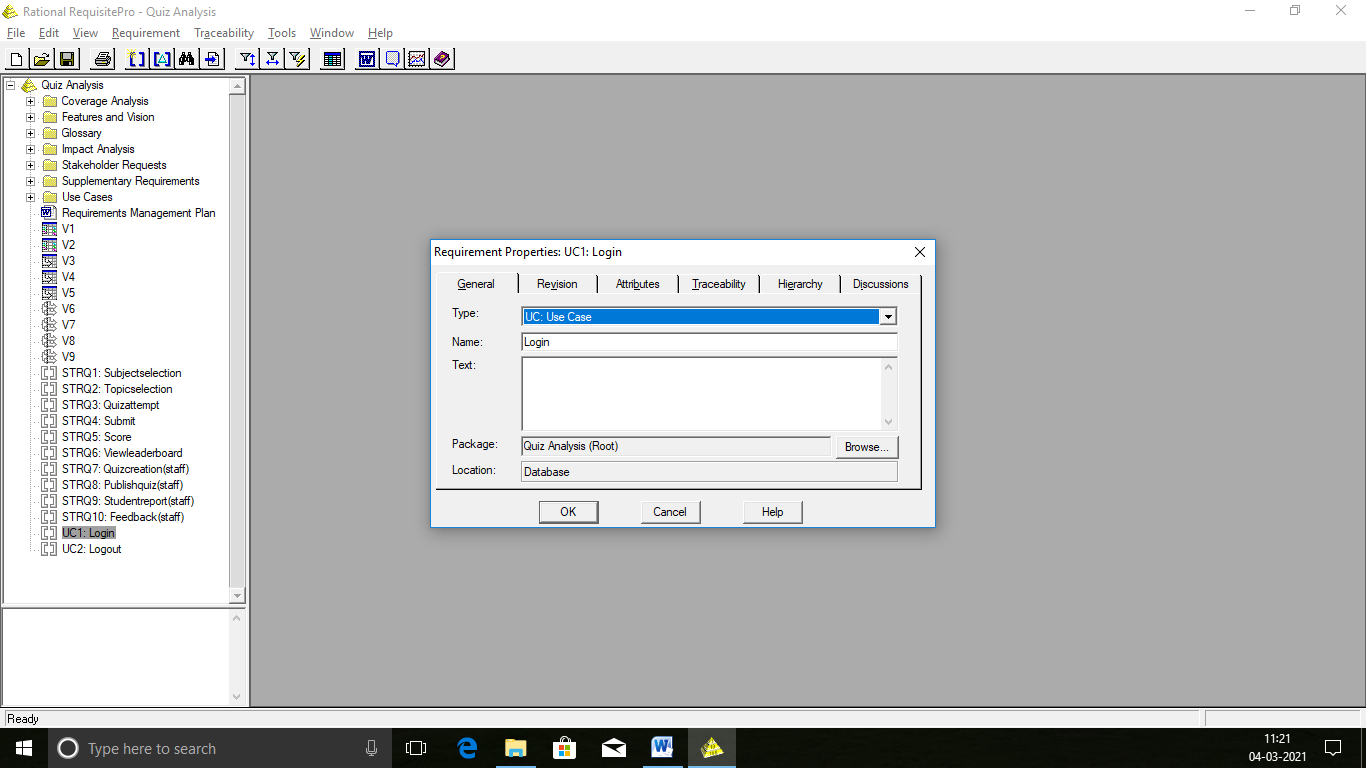 Rational RequisitePro - Quiz Analysis
File Edit View Requirement Traceability Tools Window Help
Quiz Analysis
Coverage Analysis
Features and Vision
Glossary
Impact Analysis
Stakeholder Requests
Supplementary Requirements
Use Cases
Requirements Management Plan
V1
V2
V3
V4
V5
V6
V7
V8
V9
STRQ1: Subjectselection
STRQ2: Topicselection
STRQ3: Quizattempt
STRQ4: Submit
STRQ5: Score
STRQ6: Viewleaderboard
STRQ7: Quizcreation(staff)
STRQ8: Publishquiz(staff)
STRQ9: Studentreport(staff)
STRQ10: Feedback(staff)
UC1: Login
UC2: Logout
Requirement Properties: UC1: Login
General Revision Attributes Traceability Hierarchy Discussions
Type: UC: Use Case
Name: Login
Text:
Package: Quiz Analysis (Root) Browse...
Location: Database
OK Cancel Help
Ready
Type here to search
11:21
04-03-2021